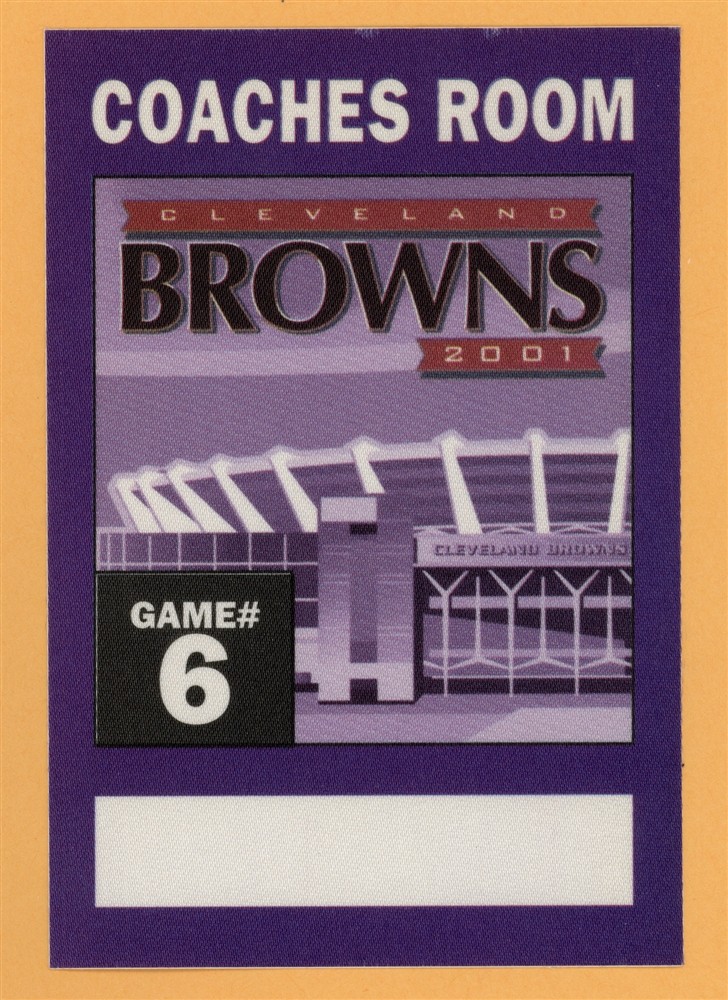 COACHES ROOM
CLEVELAND
BROWNS
2001
CLEVELAND BROWNS
GAME#
6